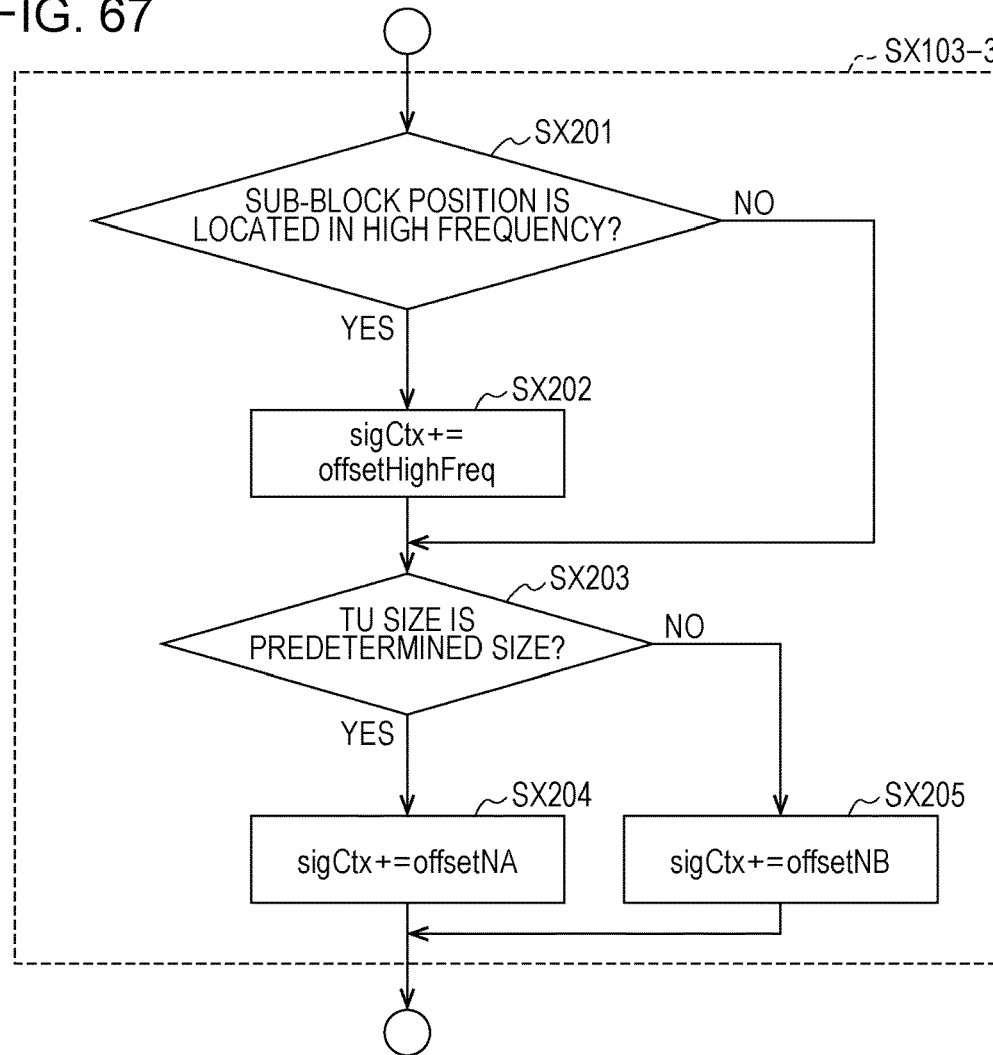 FIG. 67
SX103-3
SX201
SUB-BLOCK POSITION IS
LOCATED IN HIGH FREQUENCY?
NO
YES
SX202
sigCtx+=
offsetHighFreq
SX203
TU SIZE IS
PREDETERMINED SIZE?
NO
YES
SX204
sigCtx+=offsetNA
SX205
sigCtx+=offsetNB